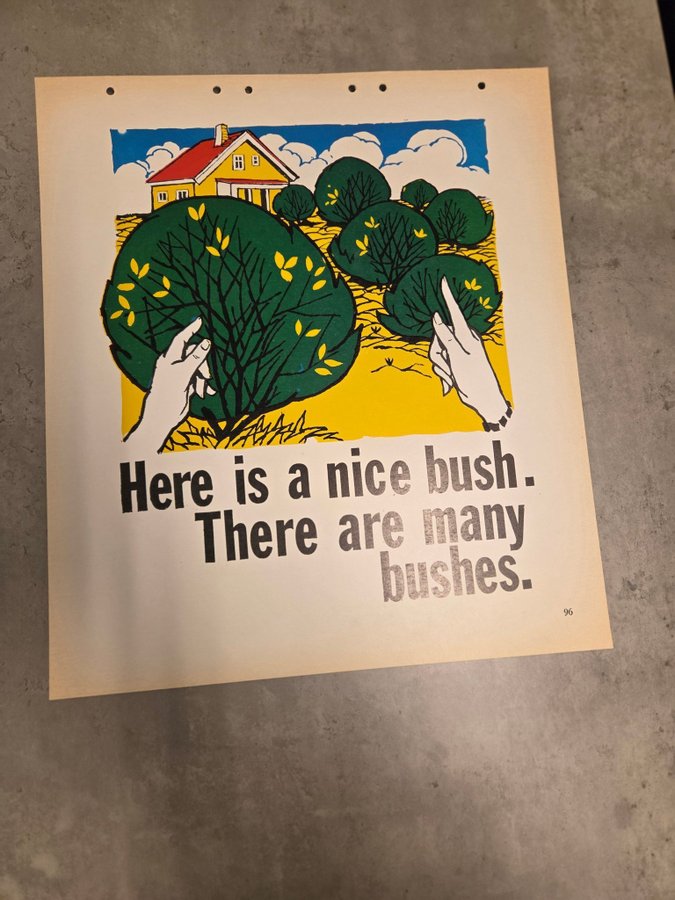 Here is a nice bush.
There are many
bushes.
96